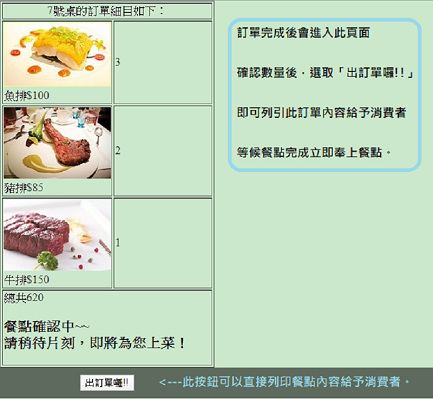 7號桌的訂單細目如下：
3
魚排$100
2
豬排$85
1
牛排$150
總共620
餐點確認中~~
請稍待片刻，即將為您上菜！
訂單完成後會進入此頁面
確認數量後，選取「出訂單囉!!」
即可列引此訂單內容給予消費者
等候餐點完成立即奉上餐點。
出訂單囉!!
<---此按鈕可以直接列印餐點內容給予消費者。